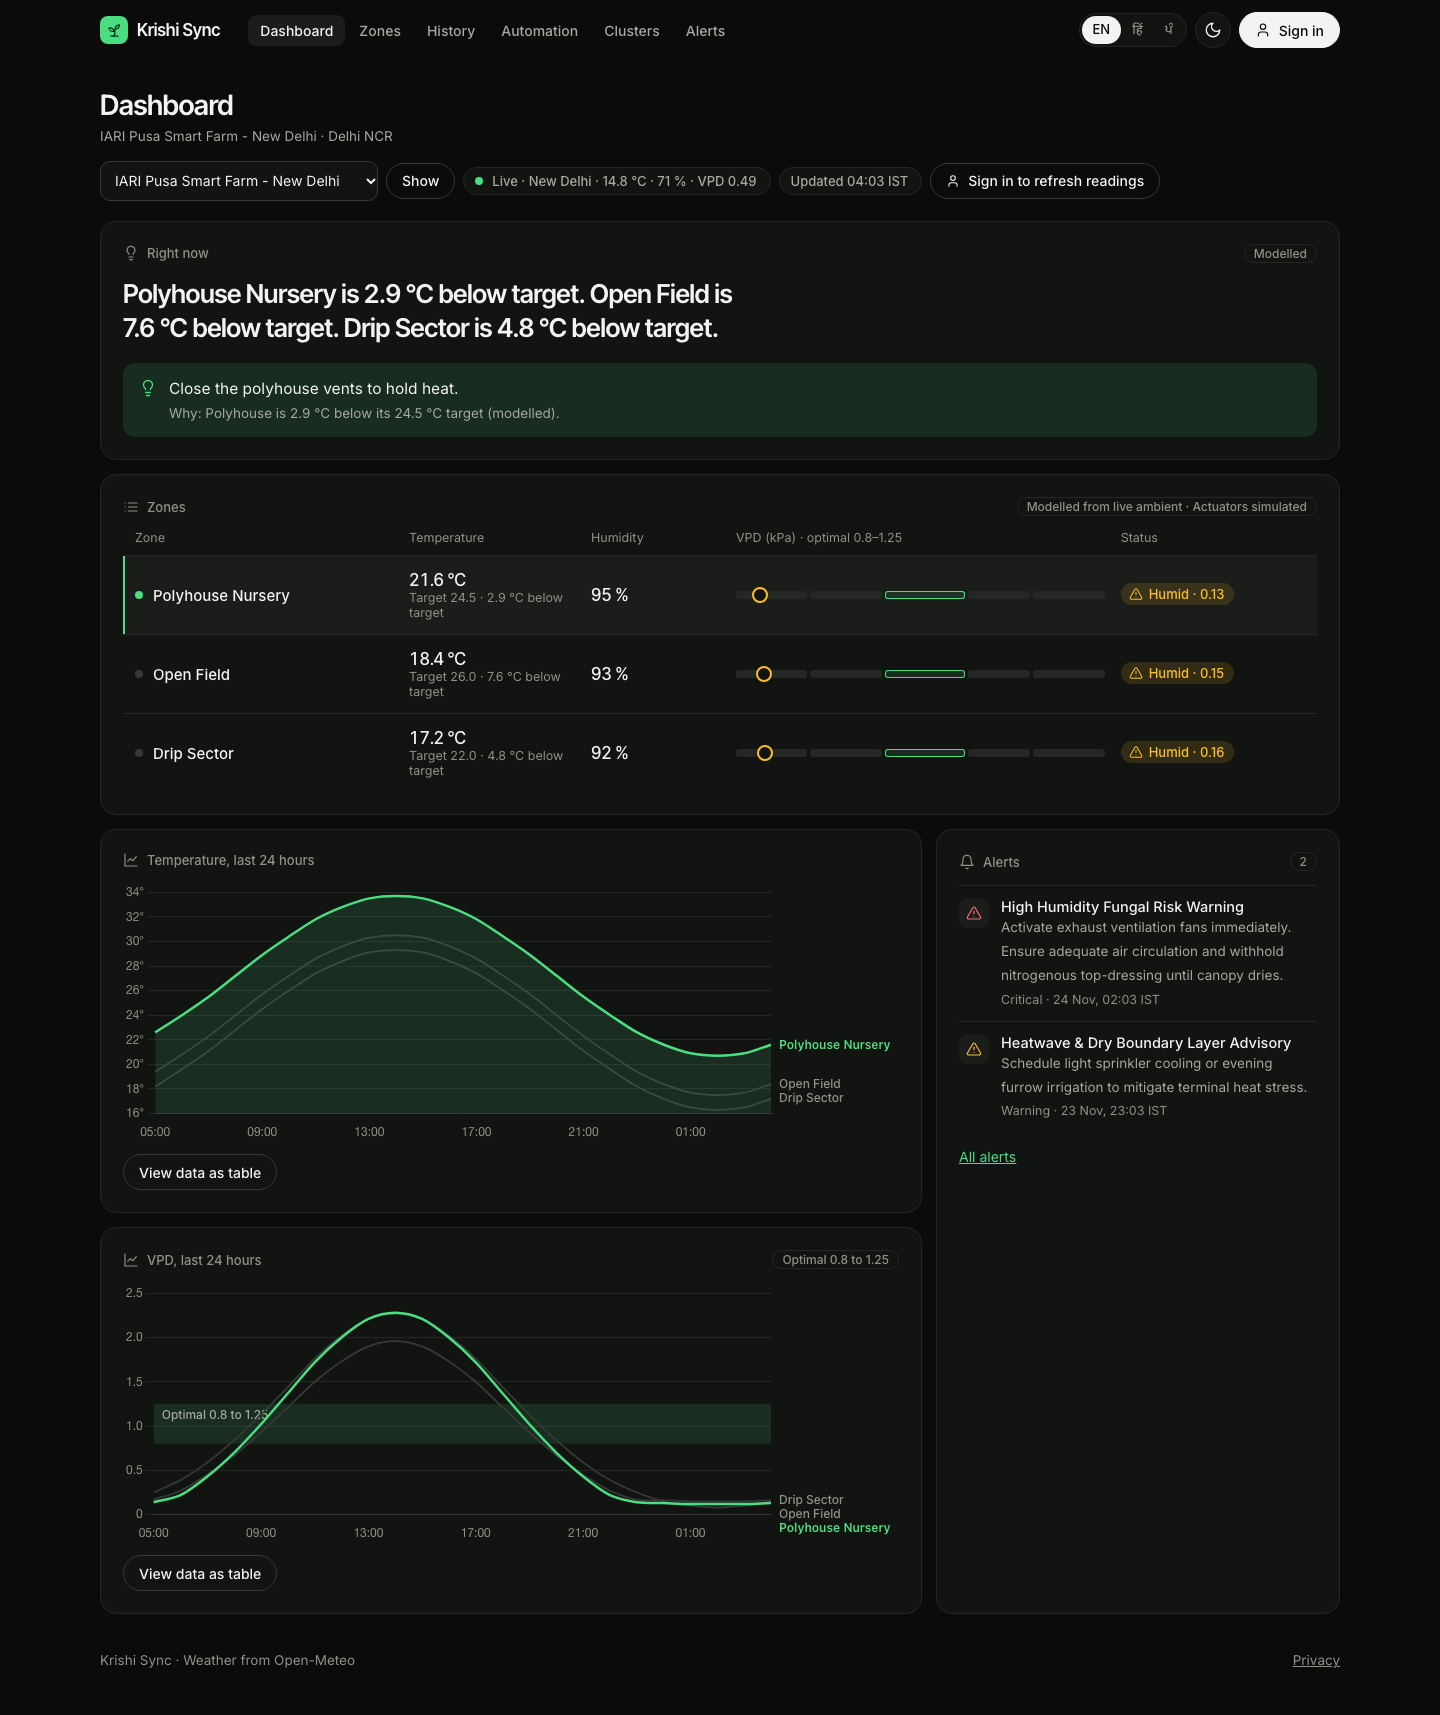 Krishi Sync
Dashboard
Zones
History
Automation
Clusters
Alerts
EN
हिं
ਪੰ
Sign in
Dashboard
IARI Pusa Smart Farm - New Delhi · Delhi NCR
IARI Pusa Smart Farm - New Delhi
Show
Live · New Delhi · 14.8 °C · 71 % · VPD 0.49
Updated 04:03 IST
Sign in to refresh readings
Right now
Modelled
Polyhouse Nursery is 2.9 °C below target. Open Field is
7.6 °C below target. Drip Sector is 4.8 °C below target.
Close the polyhouse vents to hold heat.
Why: Polyhouse is 2.9 °C below its 24.5 °C target (modelled).
Zones
Modelled from live ambient · Actuators simulated
Zone
Temperature
Humidity
VPD (kPa) · optimal 0.8–1.25
Status
Polyhouse Nursery
21.6 °C
Target 24.5 · 2.9 °C below
target
95 %
Humid · 0.13
Open Field
18.4 °C
Target 26.0 · 7.6 °C below
target
93 %
Humid · 0.15
Drip Sector
17.2 °C
Target 22.0 · 4.8 °C below
target
92 %
Humid · 0.16
Temperature, last 24 hours
34°
32°
30°
28°
26°
24°
22°
20°
18°
16°
Polyhouse Nursery
Open Field
Drip Sector
05:00
09:00
13:00
17:00
21:00
01:00
View data as table
Alerts
2
High Humidity Fungal Risk Warning
Activate exhaust ventilation fans immediately.
Ensure adequate air circulation and withhold
nitrogenous top-dressing until canopy dries.
Critical · 24 Nov, 02:03 IST
Heatwave & Dry Boundary Layer Advisory
Schedule light sprinkler cooling or evening
furrow irrigation to mitigate terminal heat stress.
Warning · 23 Nov, 23:03 IST
All alerts
VPD, last 24 hours
Optimal 0.8 to 1.25
2.5
2.0
1.5
1.0
0.5
0
Optimal 0.8 to 1.25
Drip Sector
Open Field
Polyhouse Nursery
05:00
09:00
13:00
17:00
21:00
01:00
View data as table
Krishi Sync · Weather from Open-Meteo
Privacy